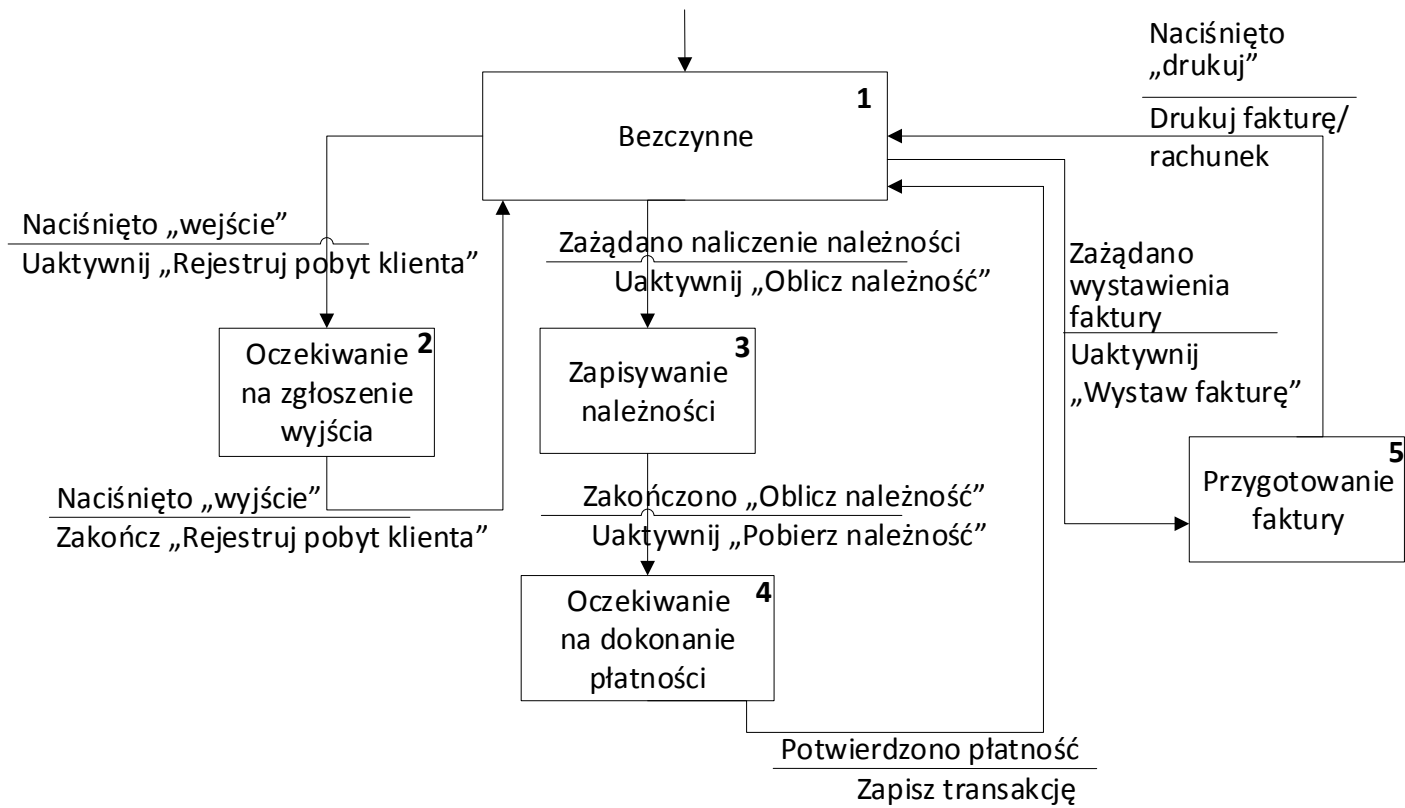 Naciśnięto
„drukuj”
Drukuj fakturę/
rachunek
1
Bezczynne
Naciśnięto „wejście”
Uaktywnij „Rejestruj pobyt klienta”
Zażądano naliczenie należności
Uaktywnij „Oblicz należność”
Zażądano
wystawienia
faktury
Uaktywnij
„Wystaw fakturę”
2
Oczekiwanie
na zgłoszenie
wyjścia
3
Zapisywanie
należności
5
Przygotowanie
faktury
Naciśnięto „wyjście”
Zakończ „Rejestruj pobyt klienta”
Zakończono „Oblicz należność”
Uaktywnij „Pobierz należność”
4
Oczekiwanie
na dokonanie
płatności
Potwierdzono płatność
Zapisz transakcję